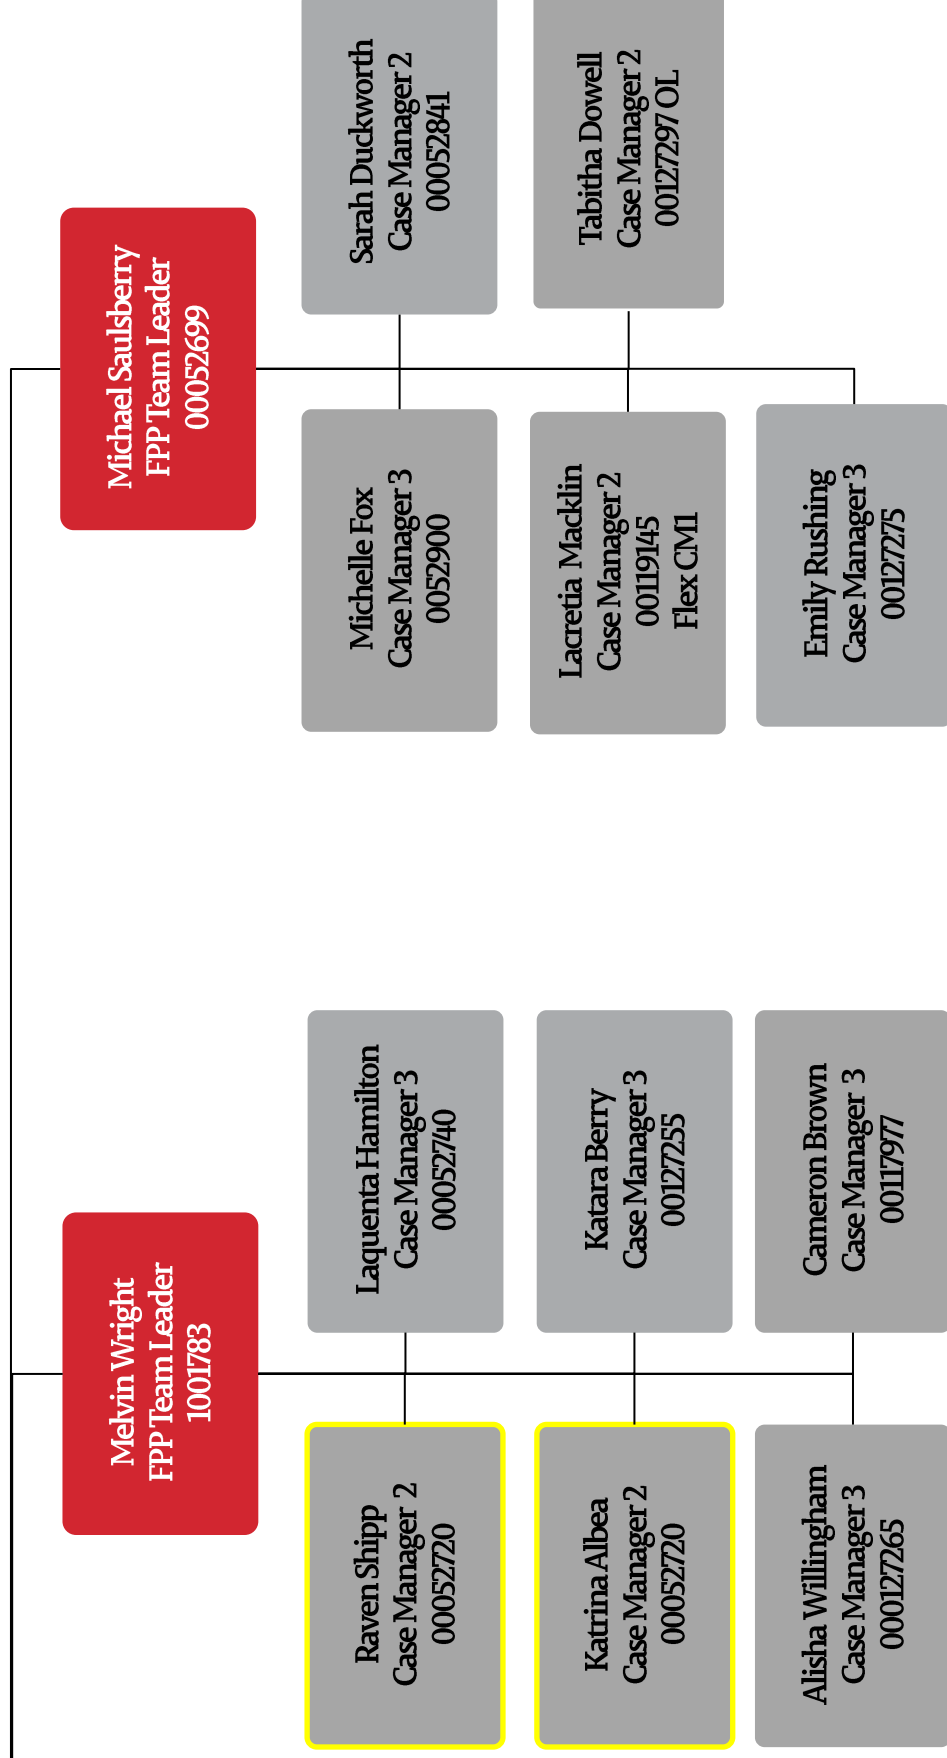 Melvin Wright
FPP Team Leader
1001783
Michael Saulsberry
FPP Team Leader
00052699
Raven Shipp
Case Manager 2
00052720
Laquenta Hamilton
Case Manager 3
00052740
Michelle Fox
Case Manager 3
0052900
Sarah Duckworth
Case Manager 2
00052841
Katrina Albea
Case Manager 2
00052720
Katara Berry
Case Manager 3
00127255
Lacretia Macklin
Case Manager 2
00119145
Flex CM1
Tabitha Dowell
Case Manager 2
00127297 OL
Alisha Willingham
Case Manager 3
000127265
Cameron Brown
Case Manager 3
00117977
Emily Rushing
Case Manager 3
00127275